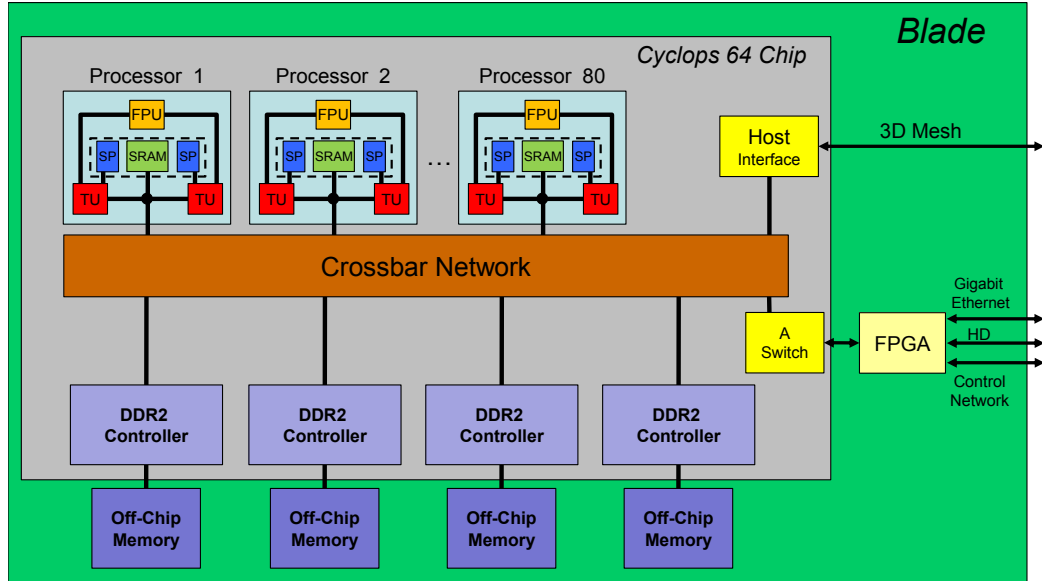 Blade
Cyclops 64 Chip
Processor 1
Processor 2
Processor 80
FPU
FPU
FPU
SP
SRAM
SP
SP
SRAM
SP
SP
SRAM
SP
...
TU
TU
TU
TU
TU
TU
Host
Interface
3D Mesh
Crossbar Network
A
Switch
FPGA
Gigabit
Ethernet
HD
Control
Network
DDR2
Controller
DDR2
Controller
DDR2
Controller
DDR2
Controller
Off-Chip
Memory
Off-Chip
Memory
Off-Chip
Memory
Off-Chip
Memory